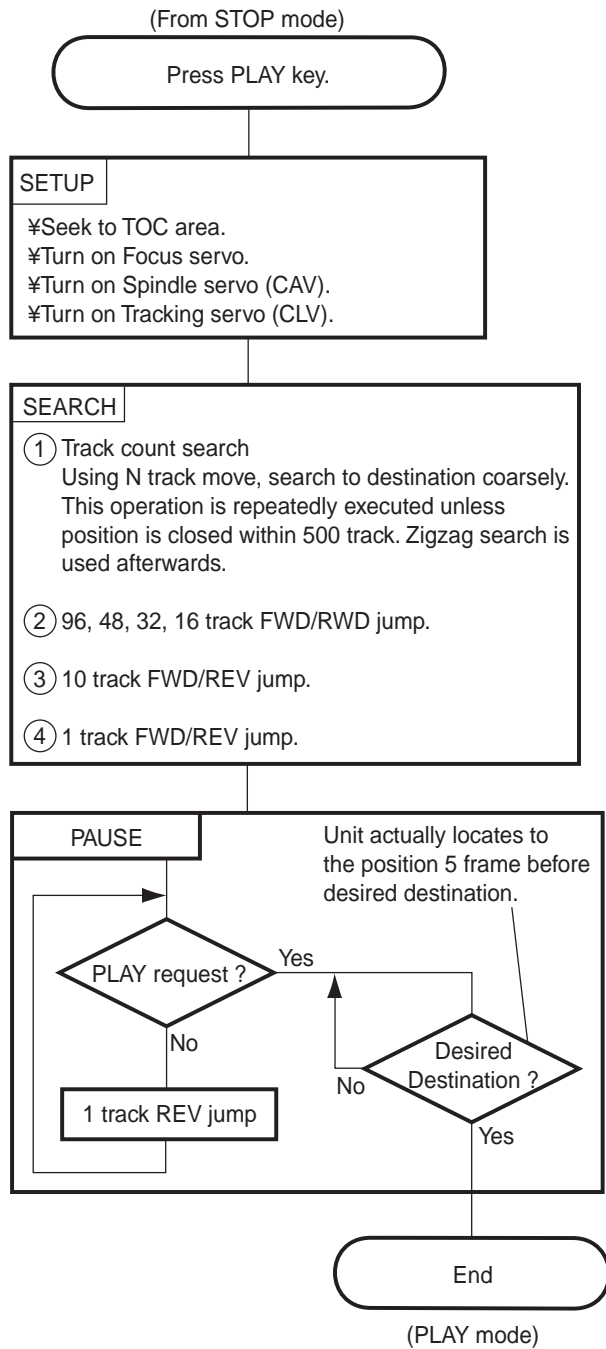 (From STOP mode)
Press PLAY key.
SETUP
¥Seek to TOC area.
¥Turn on Focus servo.
¥Turn on Spindle servo (CAV).
¥Turn on Tracking servo (CLV).
SEARCH
1 Track count search
Using N track move, search to destination coarsely.
This operation is repeatedly executed unless
position is closed within 500 track. Zigzag search is
used afterwards.
2 96, 48, 32, 16 track FWD/RWD jump.
3 10 track FWD/REV jump.
4 1 track FWD/REV jump.
PAUSE
Unit actually locates to
the position 5 frame before
desired destination.
PLAY request ?
Yes
No
1 track REV jump
Desired
Destination ?
No
Yes
End
(PLAY mode)